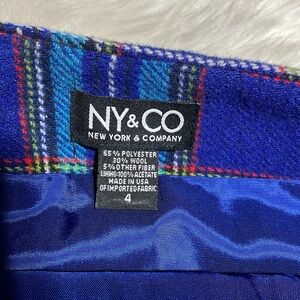 NY&CO
NEW YORK & COMPANY
65% POLYESTER
30% WOOL
5% OTHER FIBER
LINING:100% ACETATE
MADE IN USA
OF IMPORTED FABRIC
4